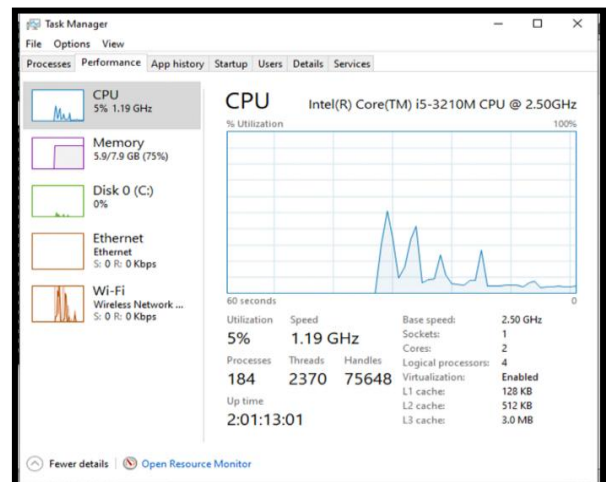 Task Manager
File Options View
Processes Performance App history Startup Users Details Services
CPU
5% 1.19 GHz
Memory
5.9/7.9 GB (75%)
Disk 0 (C:)
0%
Ethernet
Ethernet
S: 0 R: 0 Kbps
Wi-Fi
Wireless Network ...
S: 0 R: 0 Kbps
CPU Intel(R) Core(TM) i5-3210M CPU @ 2.50GHz
% Utilization 100%
60 seconds 0
Utilization Speed
5% 1.19 GHz
Processes Threads Handles
184 2370 75648
Up time
2:01:13:01
Base speed: 2.50 GHz
Sockets: 1
Cores: 2
Logical processors: 4
Virtualization: Enabled
L1 cache: 128 KB
L2 cache: 512 KB
L3 cache: 3.0 MB
Fewer details Open Resource Monitor